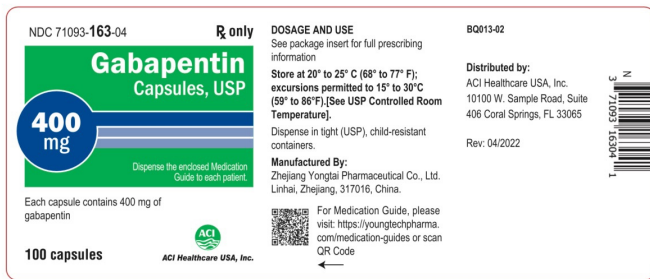 NDC 71093-163-04
Rx only
Gabapentin
Capsules, USP
400
mg
Dispense the enclosed Medication
Guide to each patient.
Each capsule contains 400 mg of
gabapentin
100 capsules
ACI
ACI Healthcare USA, Inc.
DOSAGE AND USE
See package insert for full prescribing
information
Store at 20° to 25° C (68° to 77° F);
excursions permitted to 15° to 30°C
(59° to 86°F).[See USP Controlled Room
Temperature].
Dispense in tight (USP), child-resistant
containers.
Manufactured By:
Zhejiang Yongtai Pharmaceutical Co., Ltd.
Linhai, Zhejiang, 317016, China.
For Medication Guide, please
visit: https://youngtechpharma.
com/medication-guides or scan
QR Code
BQ013-02
Distributed by:
ACI Healthcare USA, Inc.
10100 W. Sample Road, Suite
406 Coral Springs, FL 33065
Rev: 04/2022
N
3 71093 16304 1